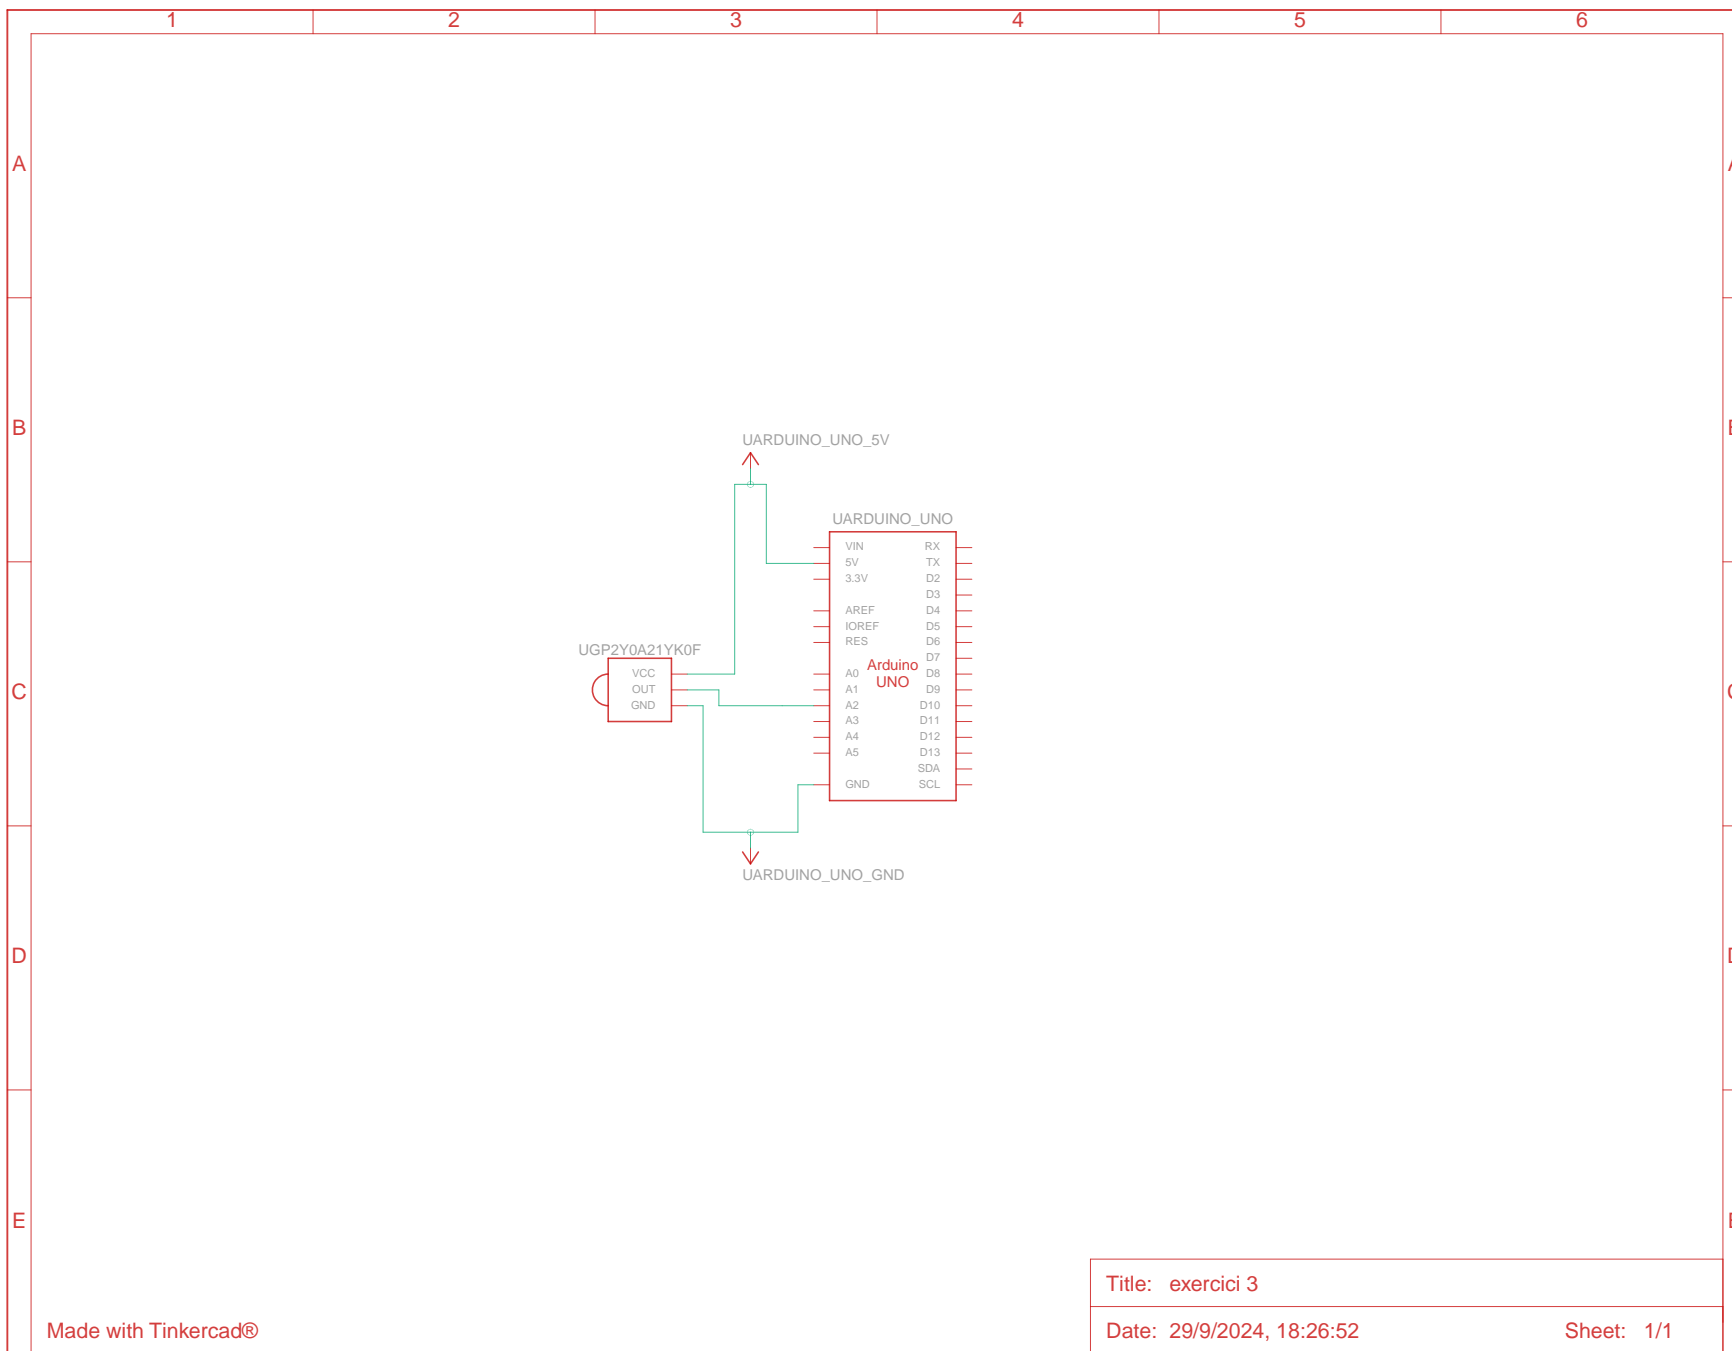 1 2 3 4 5 6
A
B
C
D
E
UARDUINO_UNO_5V
UARDUINO_UNO
VIN RX
5V TX
3.3V D2
D3
AREF D4
IOREF D5
RES D6
D7
A0 D8
A1 D9
A2 D10
A3 D11
A4 D12
A5 D13
SDA
GND SCL
Arduino
UNO
UGP2Y0A21YK0F
VCC
OUT
GND
UARDUINO_UNO_GND
Title: exercici 3
Date: 29/9/2024, 18:26:52 Sheet: 1/1
Made with Tinkercad®